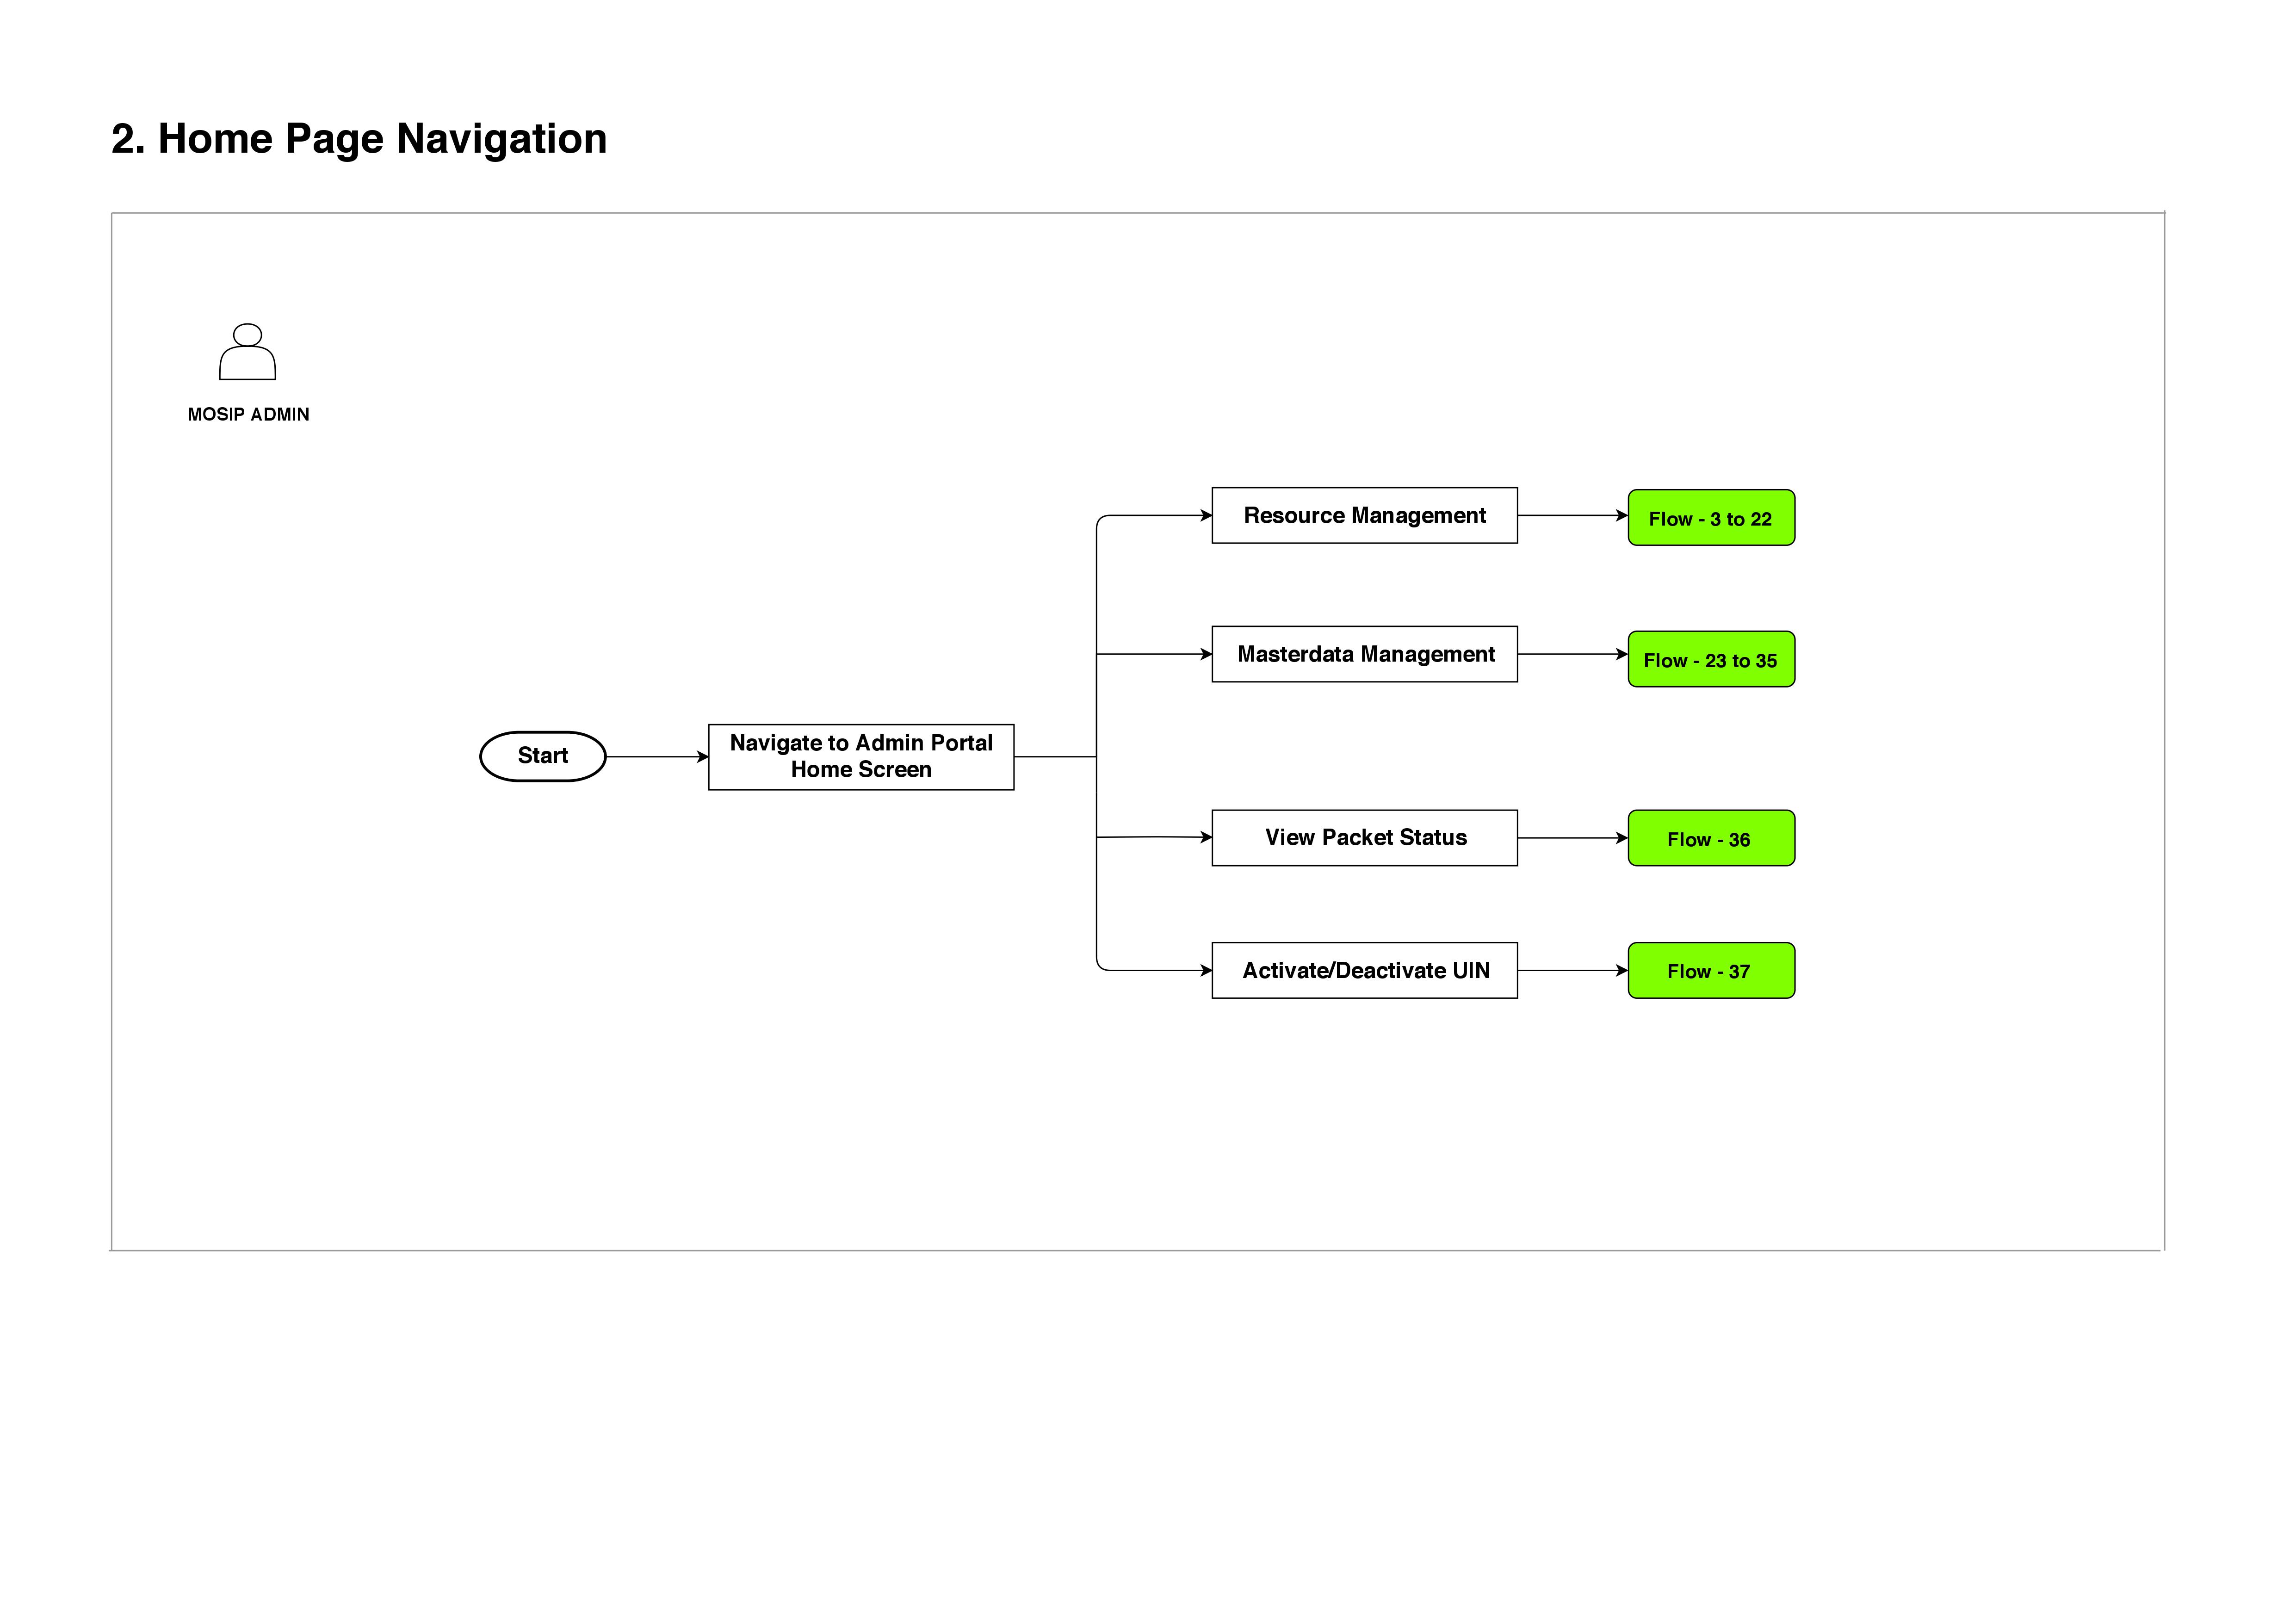 2. Home Page Navigation
MOSIP ADMIN
Resource Management
Flow - 3 to 22
Masterdata Management
Flow - 23 to 35
Start
Navigate to Admin Portal
Home Screen
View Packet Status
Flow - 36
Activate/Deactivate UIN
Flow - 37